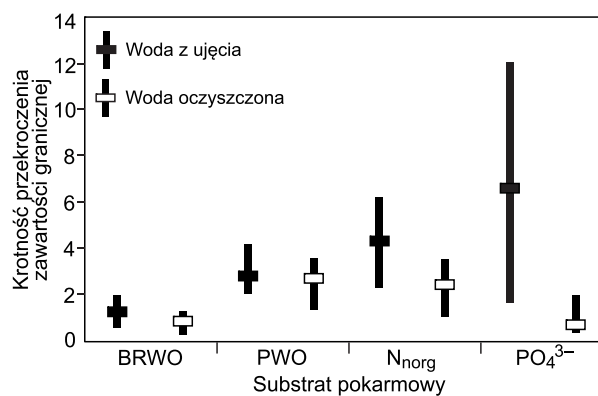 Krotność przekroczenia
zawartości granicznej
14
12
10
8
6
4
2
0
Woda z ujęcia
Woda oczyszczona
BRWO PWO Nnorg PO₄³⁻
Substrat pokarmowy